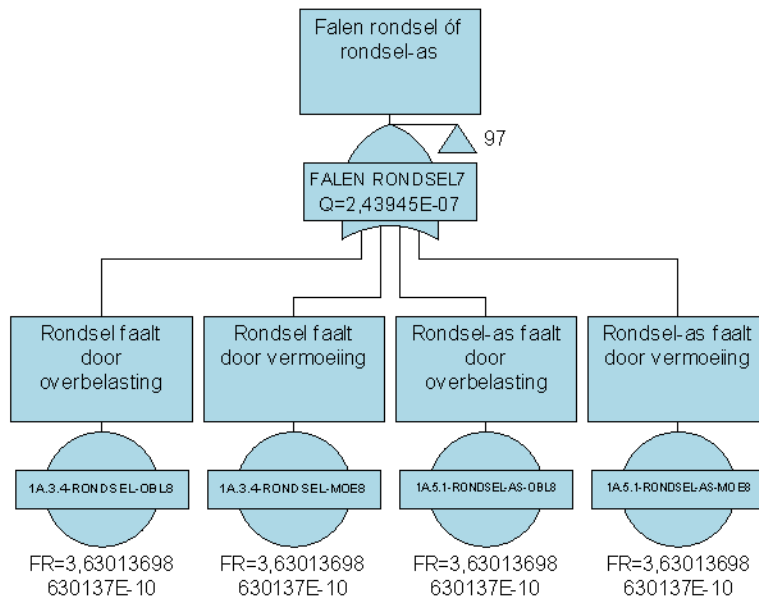 Falen rondsel óf
rondsel-as
97
FALEN RONDSEL7
Q=2,43945E-07
Rondsel faalt
door
overbelasting
Rondsel faalt
door vermoeiing
Rondsel-as faalt
door
overbelasting
Rondsel-as faalt
door vermoeiing
1A.3.4-RONDSEL-OBL8
1A.3.4-RONDSEL-MOE8
1A.5.1-RONDSEL-AS-OBL8
1A.5.1-RONDSEL-AS-MOE8
FR=3,63013698
630137E-10
FR=3,63013698
630137E-10
FR=3,63013698
630137E-10
FR=3,63013698
630137E-10